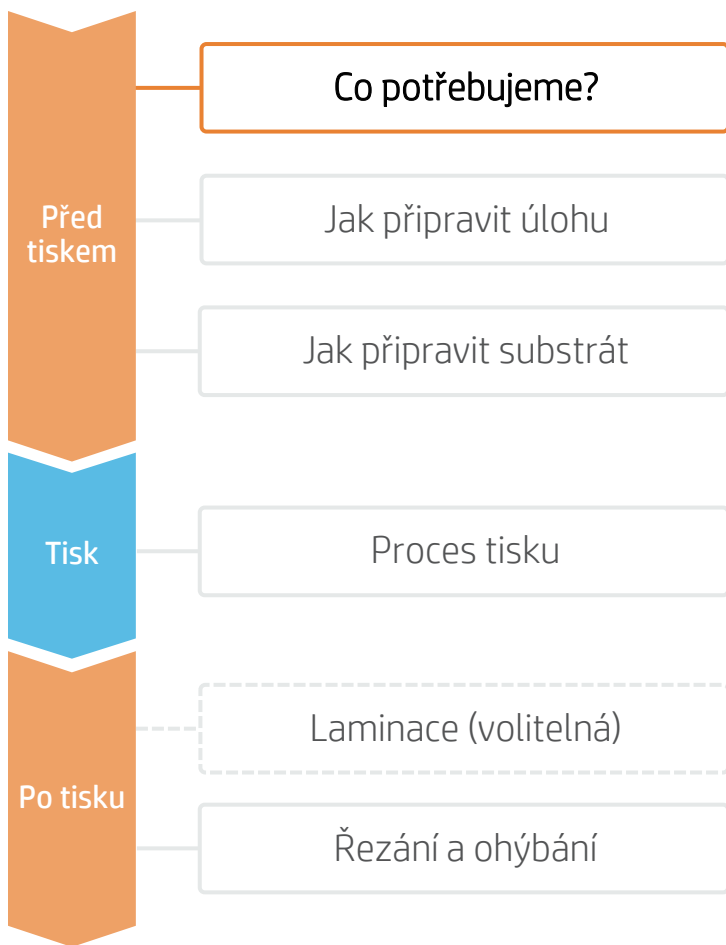 Co potřebujeme?
Před
tiskem
Jak připravit úlohu
Jak připravit substrát
Tisk
Proces tisku
Laminace (volitelná)
Po tisku
Řezání a ohýbání